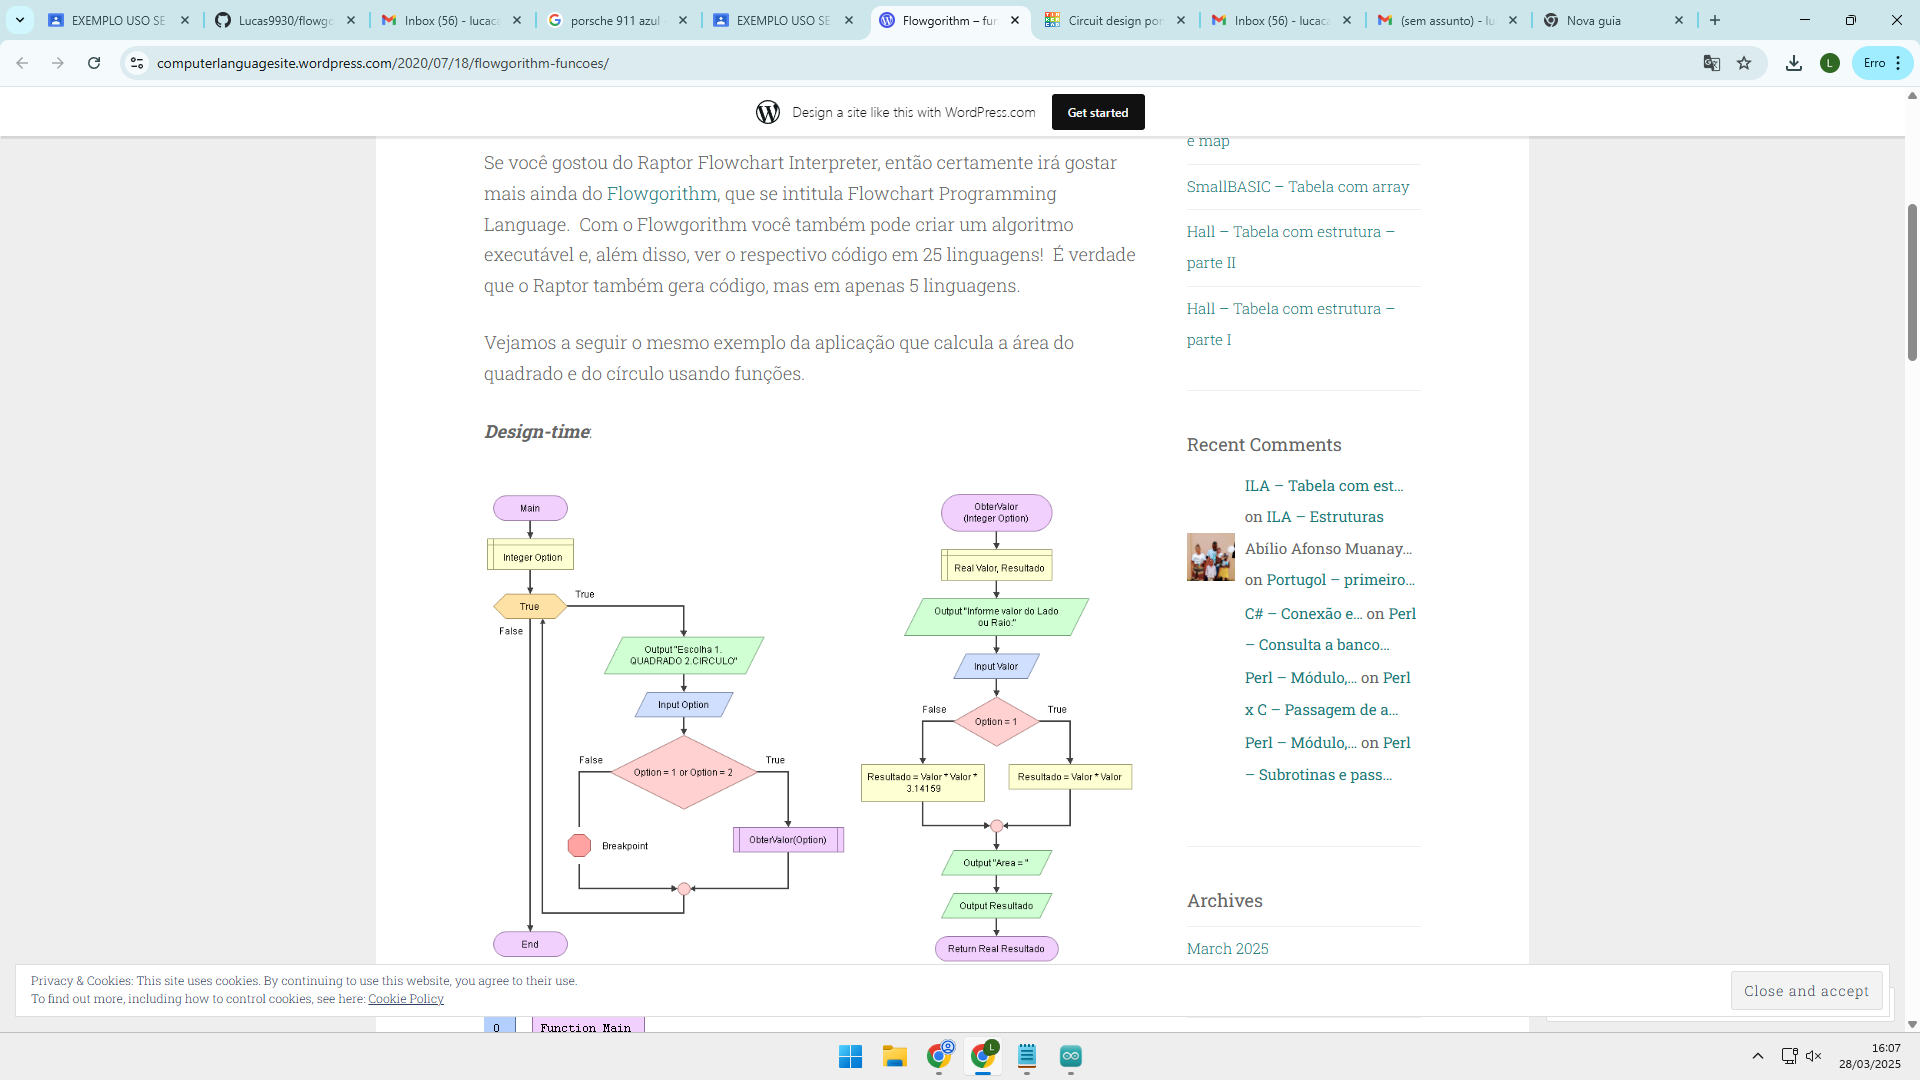 EXEMPLO USO SE
Lucas9930/flowgo
Inbox (56) - lucaca
porsche 911 azul
EXEMPLO USO SE
Flowgorithm – fun
Circuit design por
Inbox (56) - lucaca
(sem assunto) - lu
Nova guia
computerlanguagesite.wordpress.com/2020/07/18/flowgorithm-funcoes/
L
Erro
Design a site like this with WordPress.com
Get started
Se você gostou do Raptor Flowchart Interpreter, então certamente irá gostar
mais ainda do Flowgorithm, que se intitula Flowchart Programming
Language.  Com o Flowgorithm você também pode criar um algoritmo
executável e, além disso, ver o respectivo código em 25 linguagens!  É verdade
que o Raptor também gera código, mas em apenas 5 linguagens.
Vejamos a seguir o mesmo exemplo da aplicação que calcula a área do
quadrado e do círculo usando funções.
Design-time:
Main
Integer Option
True
True
False
Output "Escolha 1.
QUADRADO 2.CIRCULO"
Input Option
False
True
Option = 1 or Option = 2
Breakpoint
ObterValor(Option)
End
ObterValor
(Integer Option)
Real Valor, Resultado
Output "Informe valor do Lado
ou Raio:"
Input Valor
False
True
Option = 1
Resultado = Valor * Valor *
3.14159
Resultado = Valor * Valor
Output "Area = "
Output Resultado
Return Real Resultado
0
Function Main
e map
SmallBASIC – Tabela com array
Hall – Tabela com estrutura –
parte II
Hall – Tabela com estrutura –
parte I
Recent Comments
ILA – Tabela com est…
on ILA – Estruturas
Abílio Afonso Muanay…
on Portugol – primeiro…
C# – Conexão e… on Perl
– Consulta a banco…
Perl – Módulo,… on Perl
x C – Passagem de a…
Perl – Módulo,… on Perl
– Subrotinas e pass…
Archives
March 2025
Privacy & Cookies: This site uses cookies. By continuing to use this website, you agree to their use.
To find out more, including how to control cookies, see here: Cookie Policy
Close and accept
L
16:07
28/03/2025